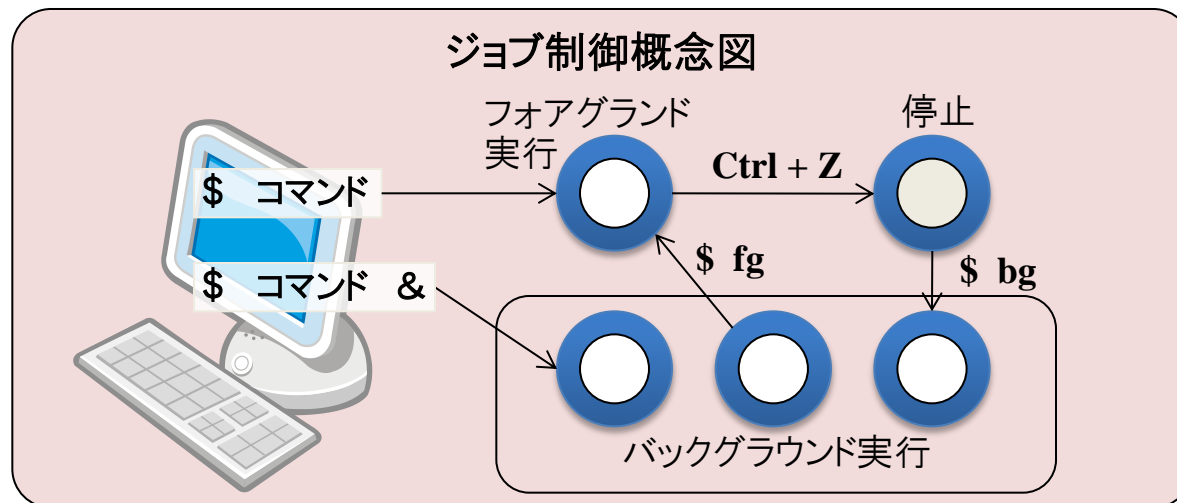 ジョブ制御概念図
フォアグランド
実行
停止
$ コマンド
Ctrl + Z
$ コマンド &
$ fg
$ bg
バックグラウンド実行